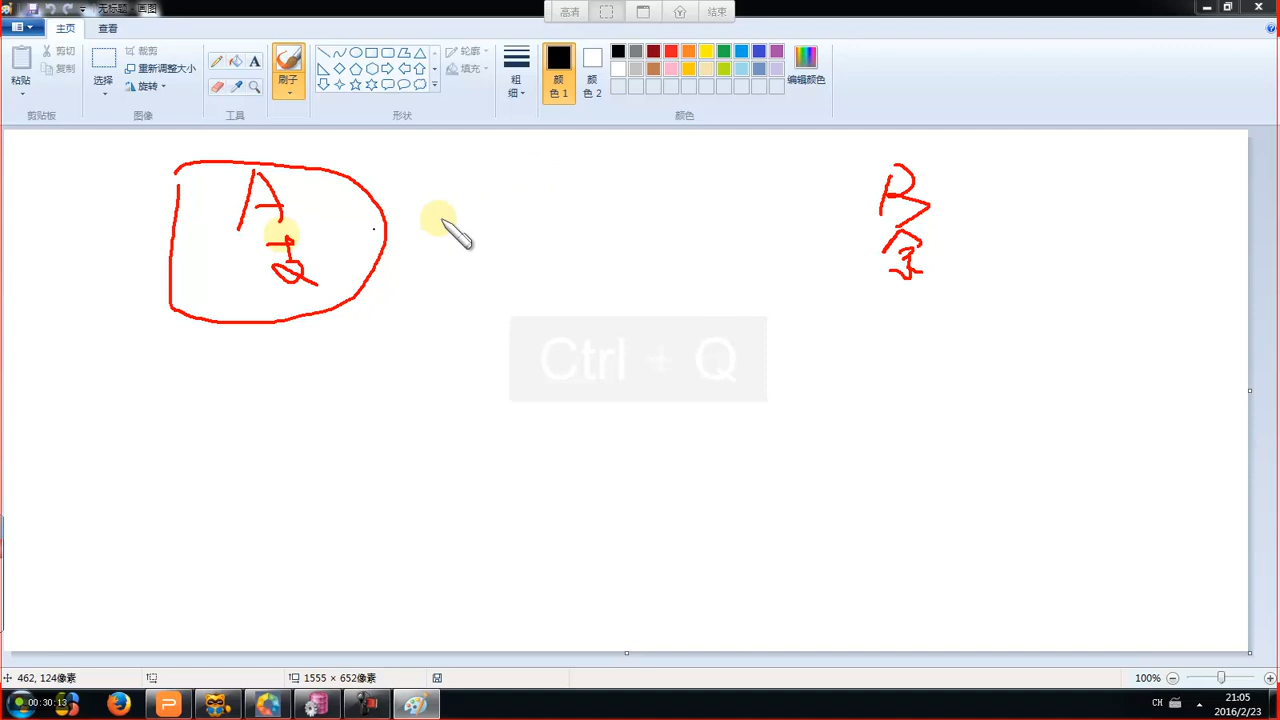 无标题 - 画图
高清
结束
主页
查看
粘贴
剪切
复制
剪贴板
选择
裁剪
重新调整大小
旋转
图像
A
工具
刷子
形状
轮廓
填充
粗
细
颜
色 1
颜
色 2
编辑颜色
颜色
A
B
Ctrl + Q
462, 124像素
1555 × 652像素
100%
00:30:13
CH
21:05
2016/2/23